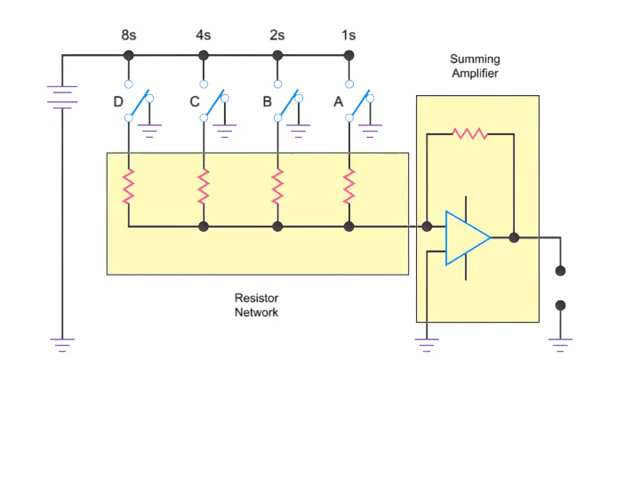 8s 4s 2s 1s
Summing
Amplifier
D C B A
Resistor
Network